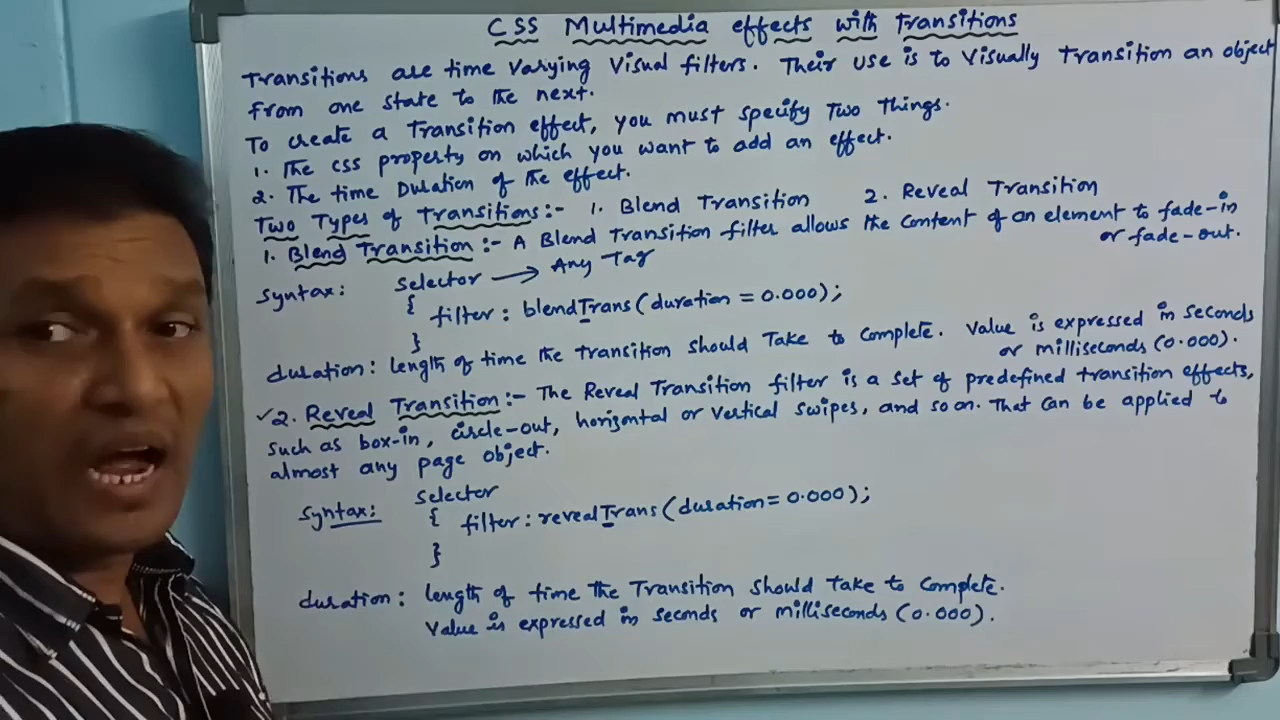 CSS Multimedia effects with Transitions
Transitions are time varying visual filters. Their use is to visually Transition an object
from one state to the next.
To create a Transition effect, you must specify Two Things.
1. The css property on which you want to add an effect.
2. The time Duration of the effect.
Two Types of Transitions:- 1. Blend Transition 2. Reveal Transition
1. Blend Transition :- A Blend Transition filter allows the content of an element to fade-in
or fade-out.
Syntax: Selector → Any Tag
{ filter : blendTrans(duration = 0.000);
}
duration: length of time the transition should Take to complete. Value is expressed in seconds
or milliseconds (0.000).
✓2. Reveal Transition:- The Reveal Transition filter is a set of predefined transition effects,
such as box-in, circle-out, horizontal or vertical swipes, and so on. That can be applied to
almost any page object.
Syntax: Selector
{ filter: revealTrans(duration= 0.000);
}
duration: length of time the Transition should Take to complete.
Value is expressed in seconds or milliseconds (0.000).